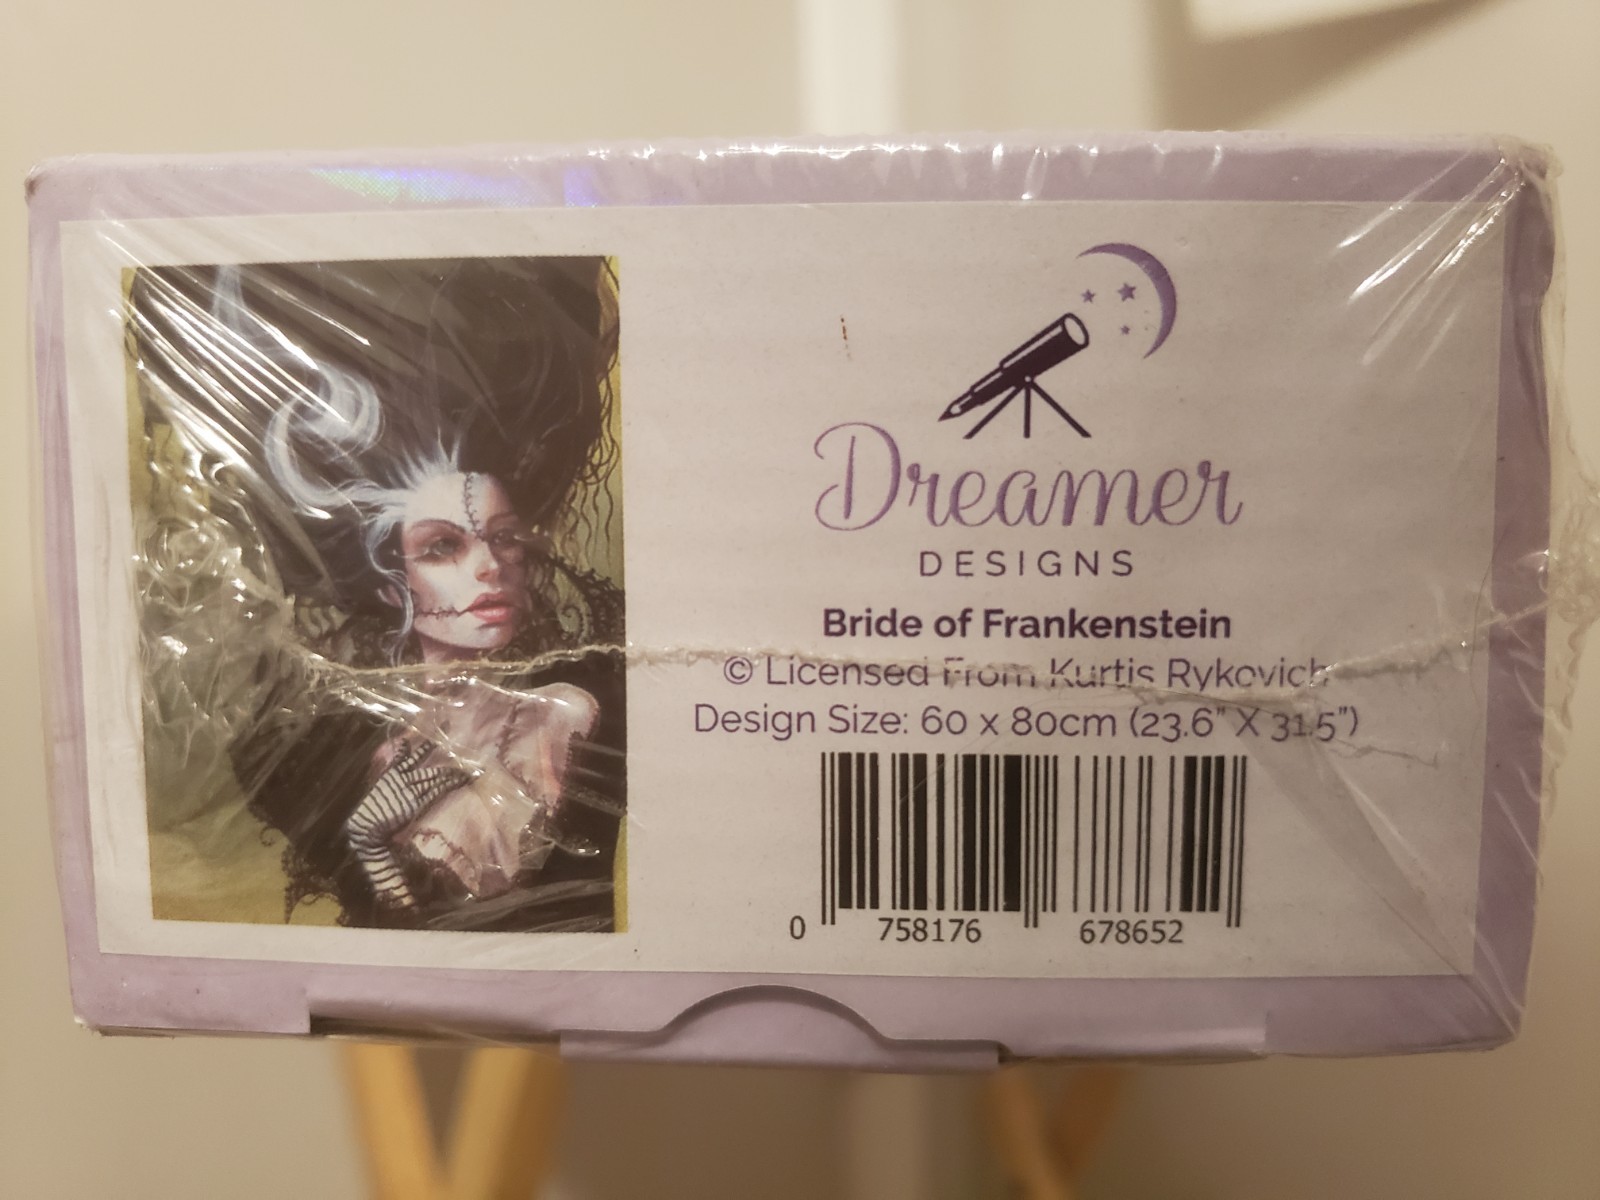 Dreamer
DESIGNS
Bride of Frankenstein
© Licensed From Kurtis Rykovich
Design Size: 60 x 80cm (23.6" X 31.5")
0 758176 678652